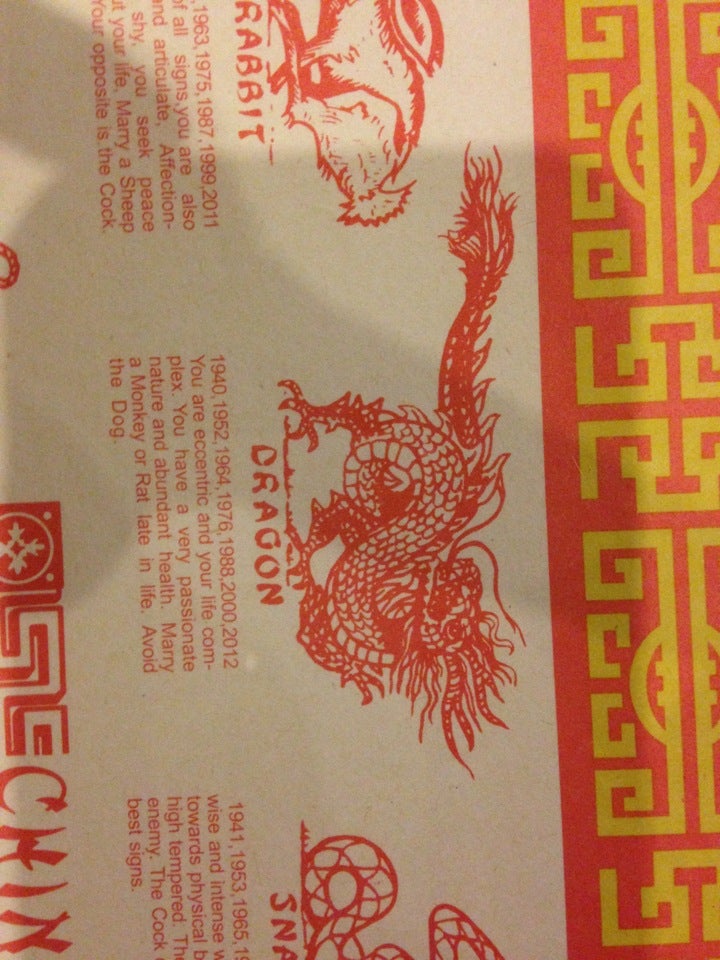 RABBIT
,1963,1975,1987,1999,2011
of all signs,you are also
and articulate, Affection-
shy, you seek peace
ut your life. Marry a Sheep
Your opposite is the Cock.
DRAGON
1940,1952,1964,1976,1988,2000,2012
You are eccentric and your life com-
plex. You have a very passionate
nature and abundant health. Marry
a Monkey or Rat late in life. Avoid
the Dog.
SNA
1941,1953,1965,19
wise and intense w
towards physical b
high tempered. Th
enemy. The Cock
best signs.
CHIN